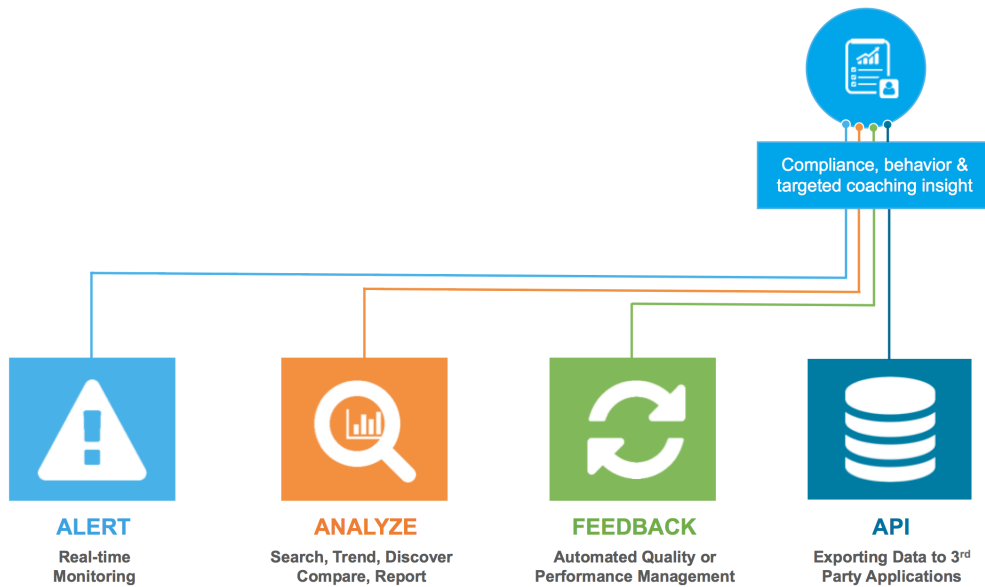 Compliance, behavior &
targeted coaching insight
ALERT
Real-time
Monitoring
ANALYZE
Search, Trend, Discover
Compare, Report
FEEDBACK
Automated Quality or
Performance Management
API
Exporting Data to 3rd
Party Applications